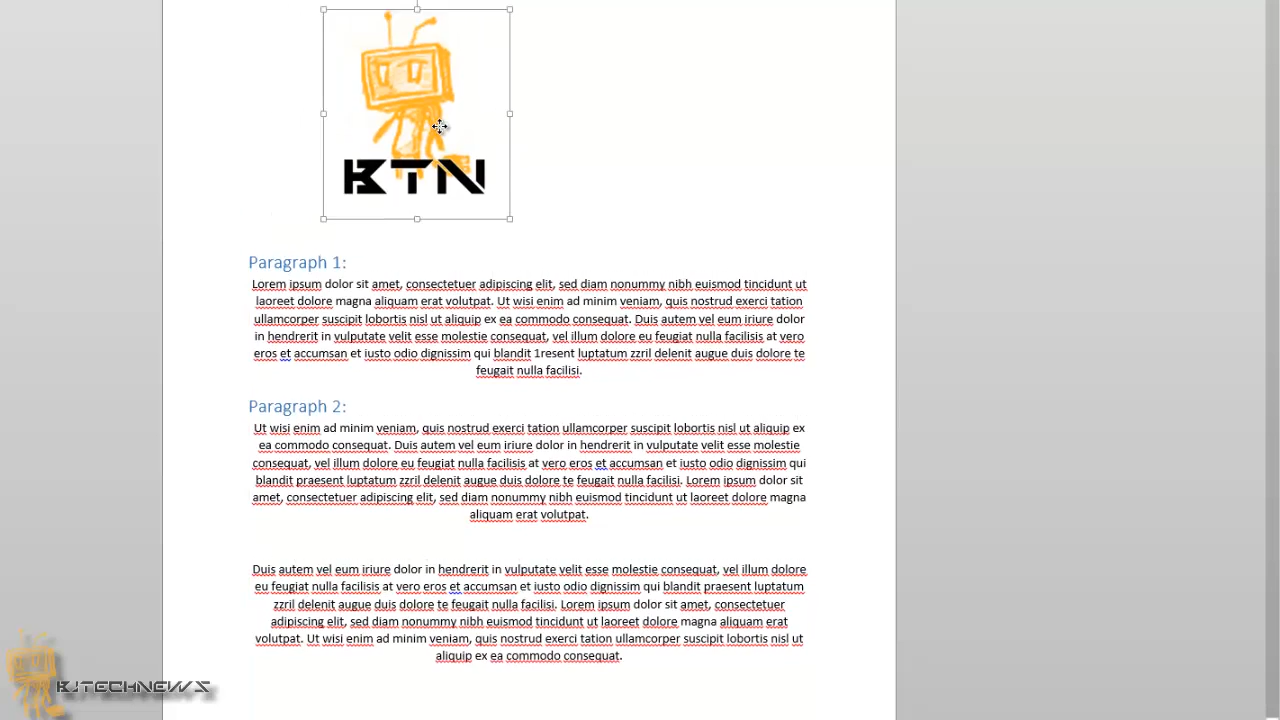 BTN
Paragraph 1:
Lorem ipsum dolor sit amet, consectetuer adipiscing elit, sed diam nonummy nibh euismod tincidunt ut
laoreet dolore magna aliquam erat volutpat. Ut wisi enim ad minim veniam, quis nostrud exerci tation
ullamcorper suscipit lobortis nisl ut aliquip ex ea commodo consequat. Duis autem vel eum iriure dolor
in hendrerit in vulputate velit esse molestie consequat, vel illum dolore eu feugiat nulla facilisis at vero
eros et accumsan et iusto odio dignissim qui blandit 1resent luptatum zzril delenit augue duis dolore te
feugait nulla facilisi.
Paragraph 2:
Ut wisi enim ad minim veniam, quis nostrud exerci tation ullamcorper suscipit lobortis nisl ut aliquip ex
ea commodo consequat. Duis autem vel eum iriure dolor in hendrerit in vulputate velit esse molestie
consequat, vel illum dolore eu feugiat nulla facilisis at vero eros et accumsan et iusto odio dignissim qui
blandit praesent luptatum zzril delenit augue duis dolore te feugait nulla facilisi. Lorem ipsum dolor sit
amet, consectetuer adipiscing elit, sed diam nonummy nibh euismod tincidunt ut laoreet dolore magna
aliquam erat volutpat.
Duis autem vel eum iriure dolor in hendrerit in vulputate velit esse molestie consequat, vel illum dolore
eu feugiat nulla facilisis at vero eros et accumsan et iusto odio dignissim qui blandit praesent luptatum
zzril delenit augue duis dolore te feugait nulla facilisi. Lorem ipsum dolor sit amet, consectetuer
adipiscing elit, sed diam nonummy nibh euismod tincidunt ut laoreet dolore magna aliquam erat
volutpat. Ut wisi enim ad minim veniam, quis nostrud exerci tation ullamcorper suscipit lobortis nisl ut
aliquip ex ea commodo consequat.
BJTECHNEWS